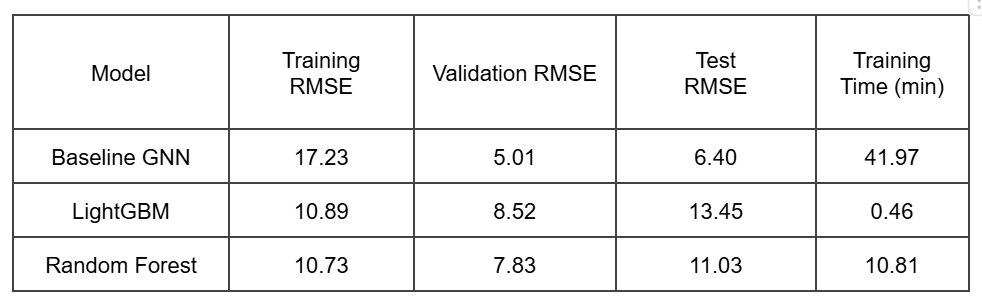 Model
Training
RMSE
Validation RMSE
Test
RMSE
Training
Time (min)
Baseline GNN
17.23
5.01
6.40
41.97
LightGBM
10.89
8.52
13.45
0.46
Random Forest
10.73
7.83
11.03
10.81